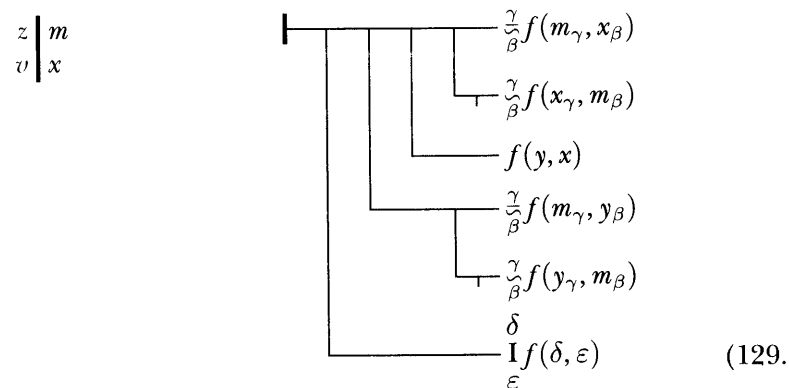 z | m
v | x
γ/β̰ f(m_γ, x_β)
γ/β̰ f(x_γ, m_β)
f(y, x)
γ/β̰ f(m_γ, y_β)
γ/β̰ f(y_γ, m_β)
δ
I f(δ, ε)
ε
(129.